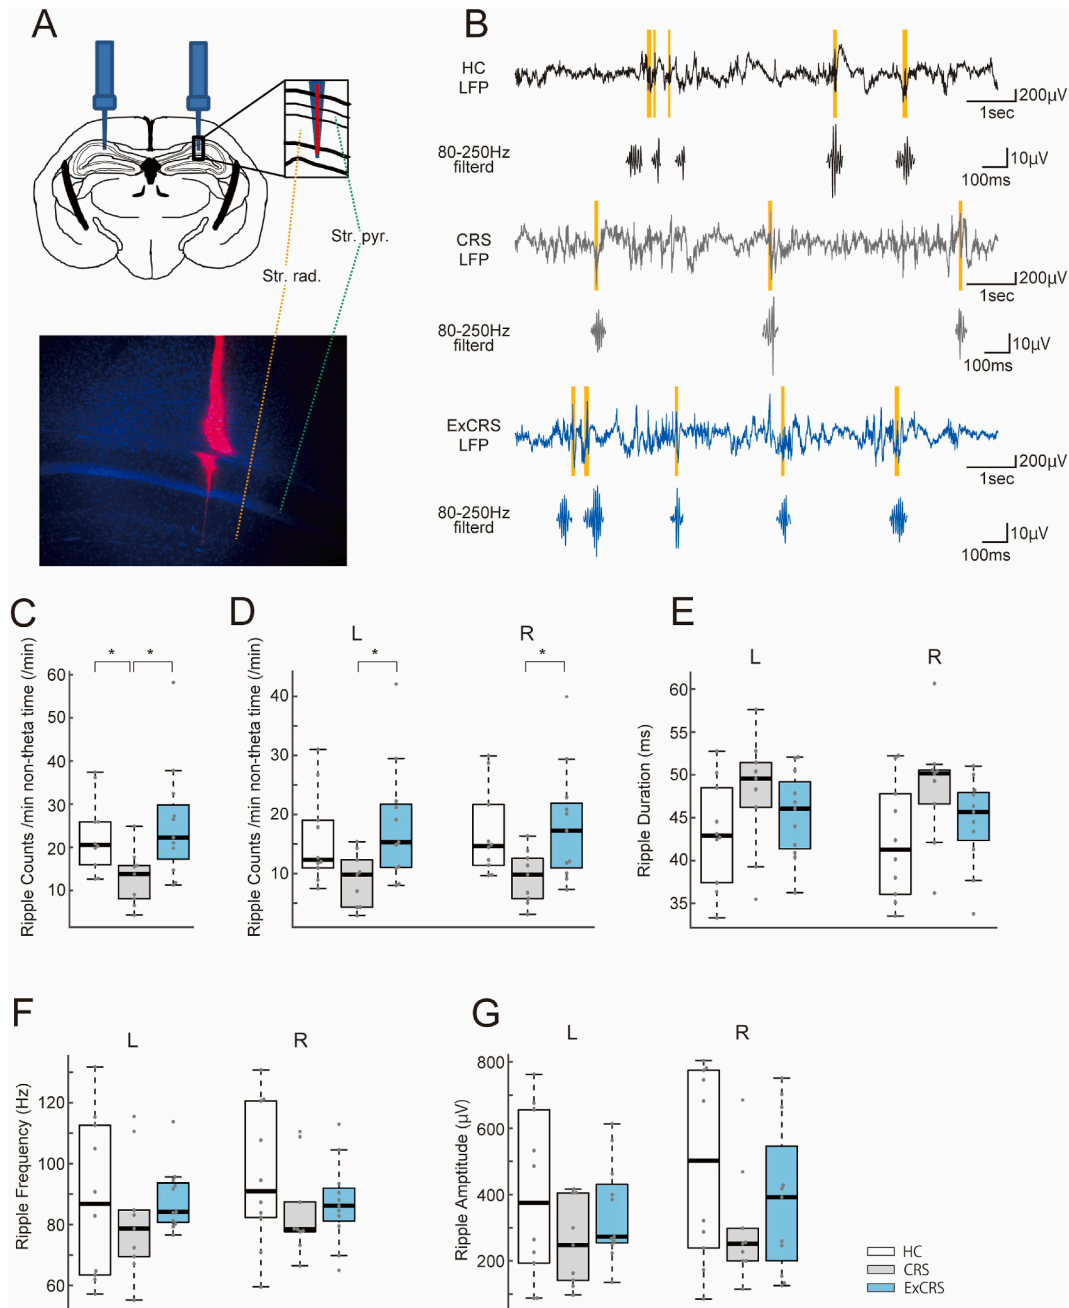 A
Str. pyr.
Str. rad.
B
HC
LFP
200μV
1sec
80-250Hz
filterd
10μV
100ms
CRS
LFP
200μV
1sec
80-250Hz
filterd
10μV
100ms
ExCRS
LFP
200μV
1sec
80-250Hz
filterd
10μV
100ms
C
Ripple Counts /min non-theta time (/min)
60
50
40
30
20
10
* *
D
L R
Ripple Counts /min non-theta time (/min)
40
30
20
10
* *
E
L R
Ripple Duration (ms)
60
55
50
45
40
35
F
L R
Ripple Frequency (Hz)
120
100
80
60
G
L R
Ripple Amptitude (μV)
800
600
400
200
HC
CRS
ExCRS